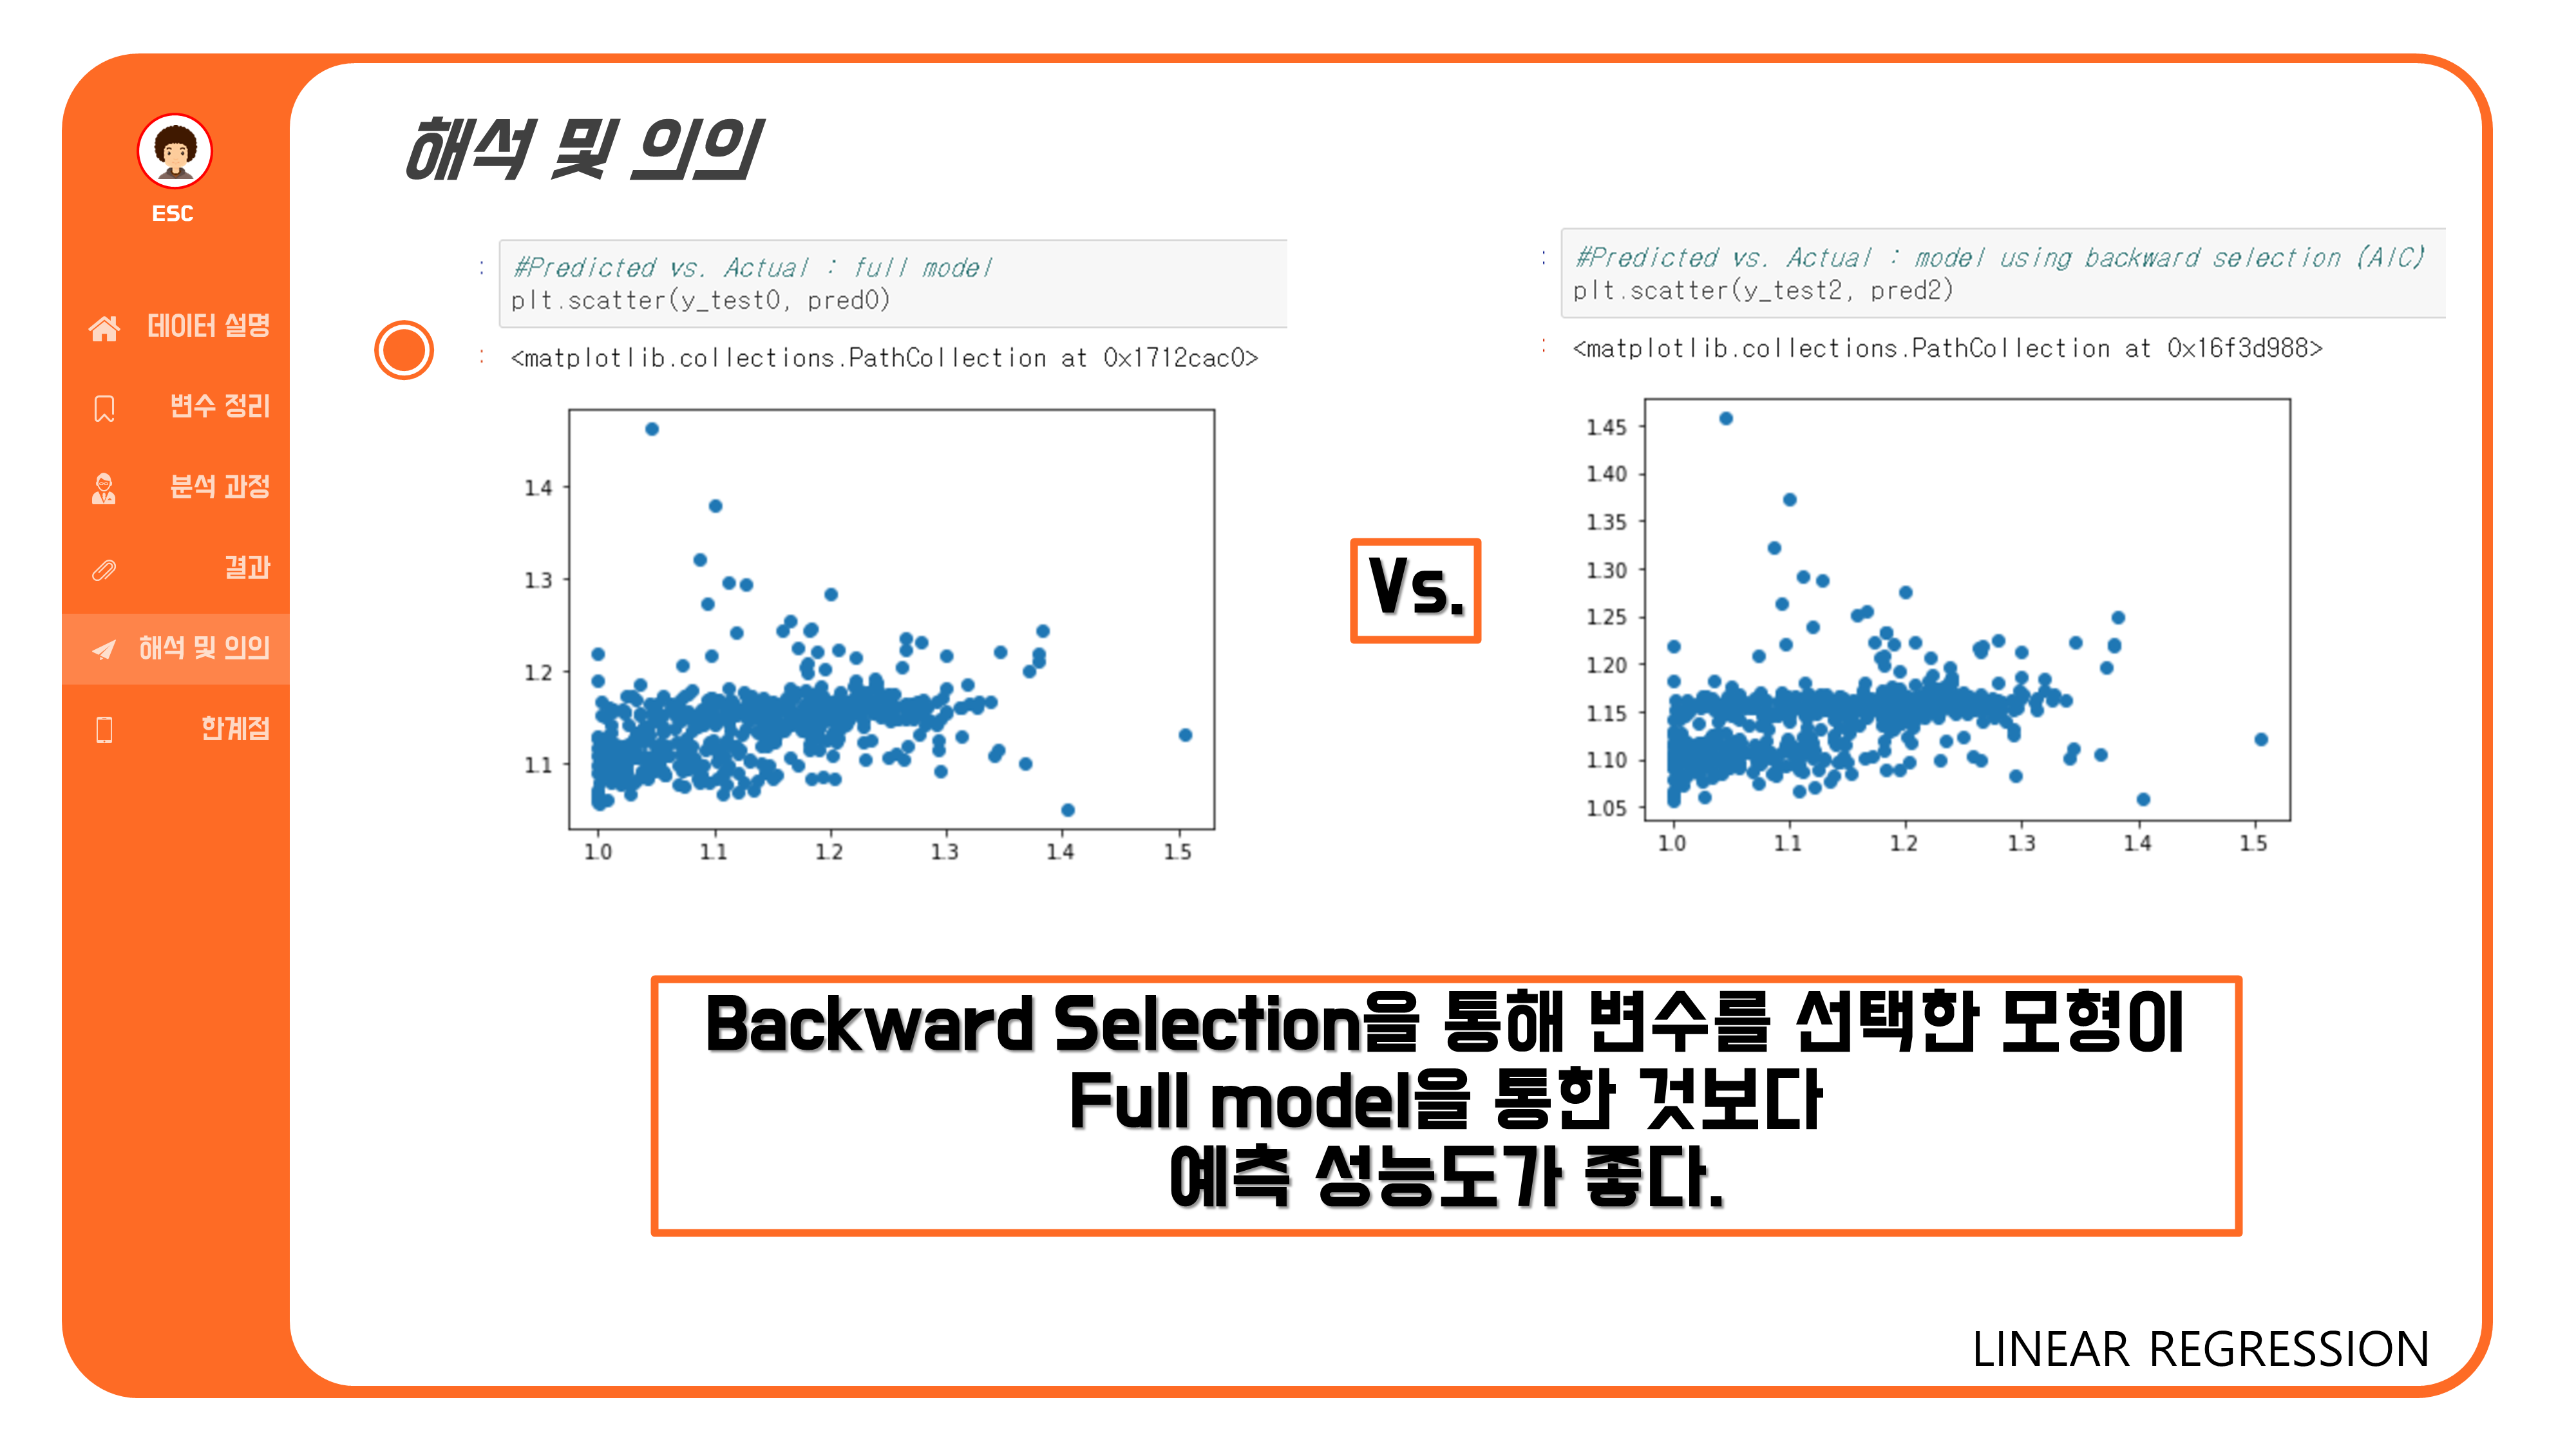 ESC
데이터 설명
변수 정리
분석 과정
결과
해석 및 의의
한계점
해석 및 의의
#Predicted vs. Actual : full model
plt.scatter(y_test0, pred0)
<matplotlib.collections.PathCollection at 0x1712cac0>
1.4
1.3
1.2
1.1
1.0 1.1 1.2 1.3 1.4 1.5
Vs.
#Predicted vs. Actual : model using backward selection (AIC)
plt.scatter(y_test2, pred2)
<matplotlib.collections.PathCollection at 0x16f3d988>
1.45
1.40
1.35
1.30
1.25
1.20
1.15
1.10
1.05
1.0 1.1 1.2 1.3 1.4 1.5
Backward Selection을 통해 변수를 선택한 모형이
Full model을 통한 것보다
예측 성능도가 좋다.
LINEAR REGRESSION